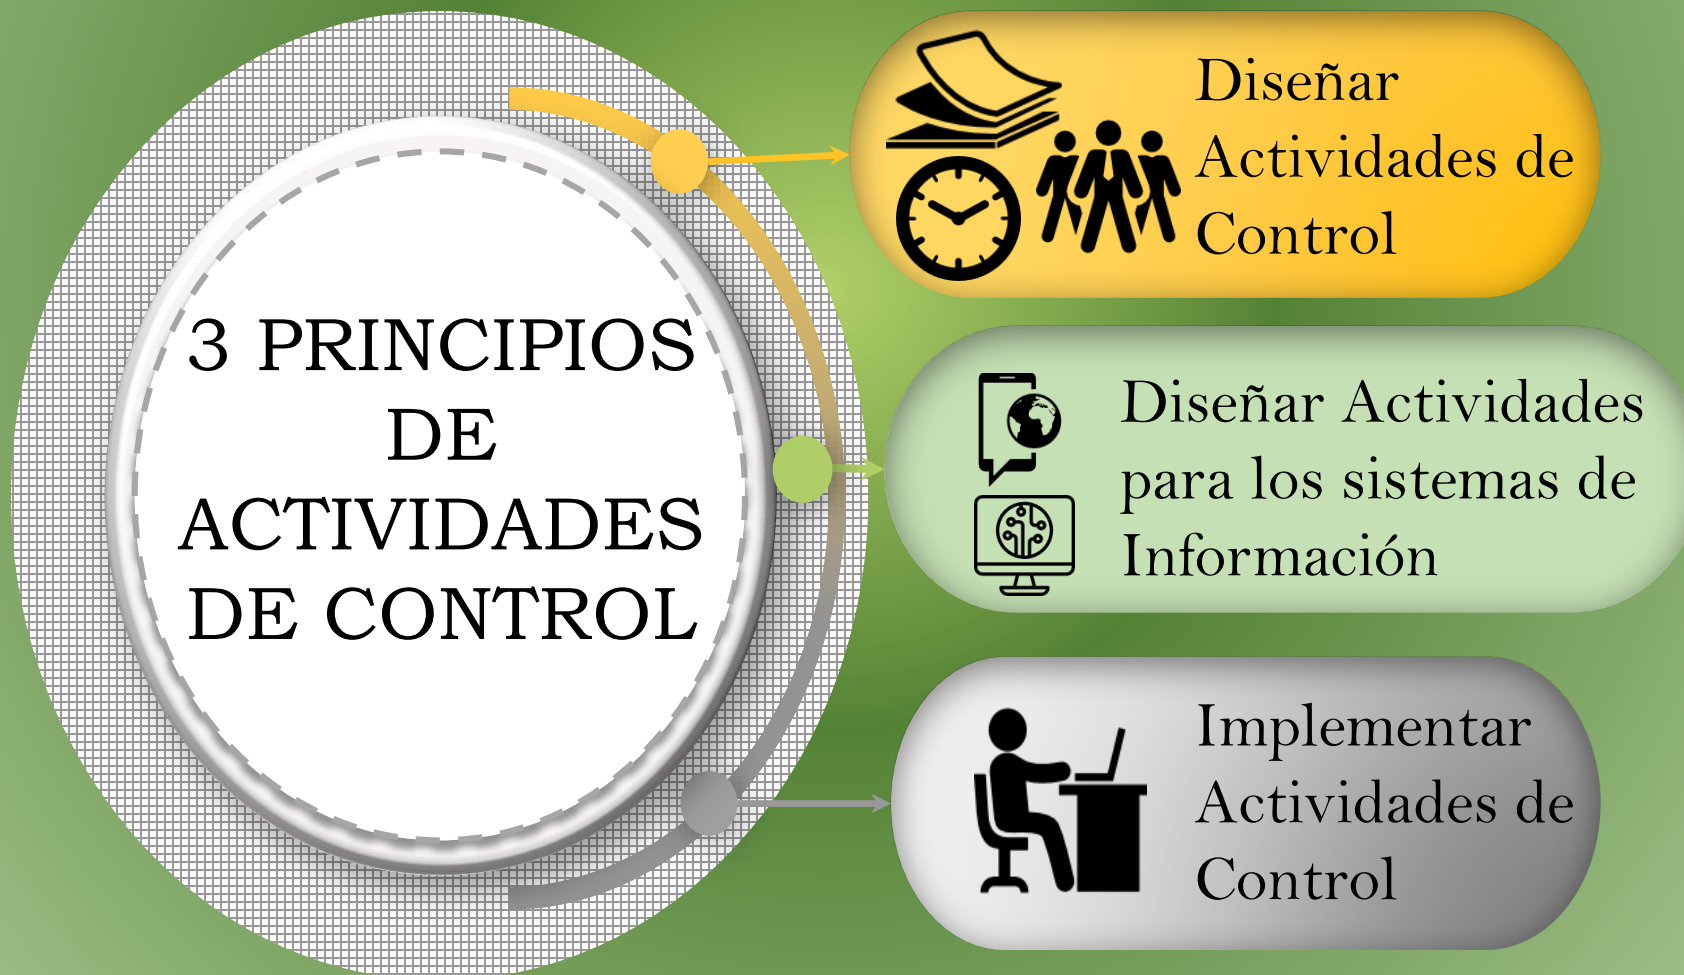 3 PRINCIPIOS
DE
ACTIVIDADES
DE CONTROL
Diseñar
Actividades de
Control
Diseñar Actividades
para los sistemas de
Información
Implementar
Actividades de
Control